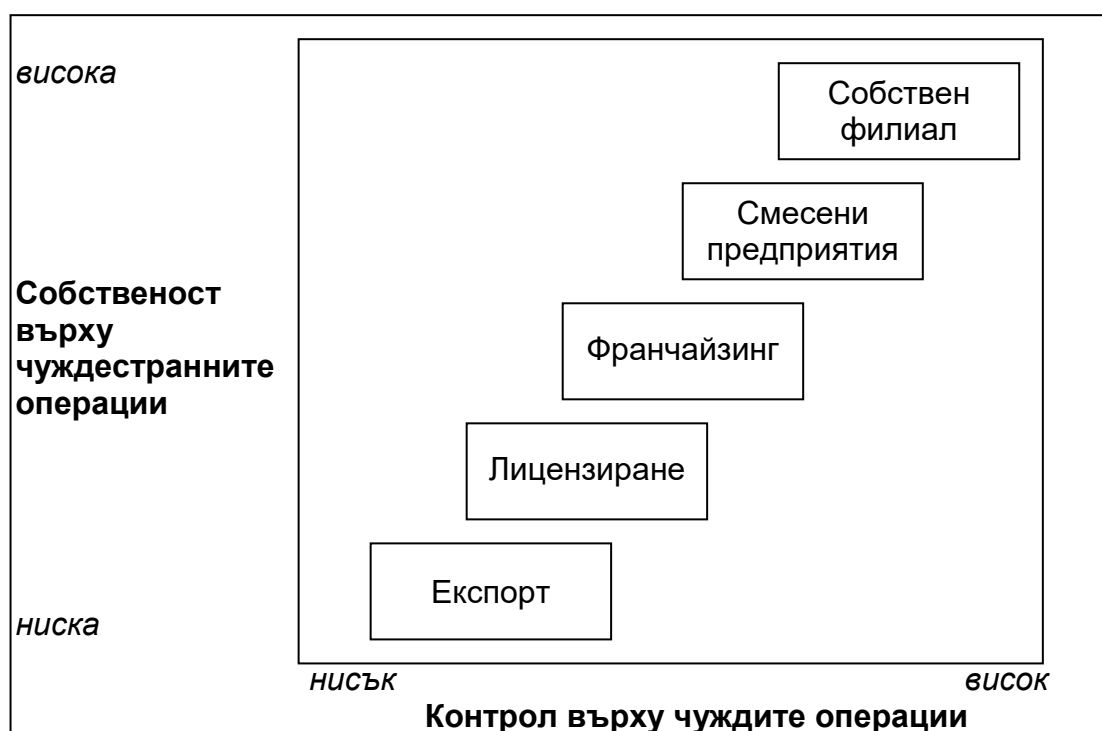 висока
Собствен
филиал
Смесени
предприятия
Собственост
върху
чуждестранните
операции
Франчайзинг
Лицензиране
Експорт
ниска
нисък
висок
Контрол върху чуждите операции